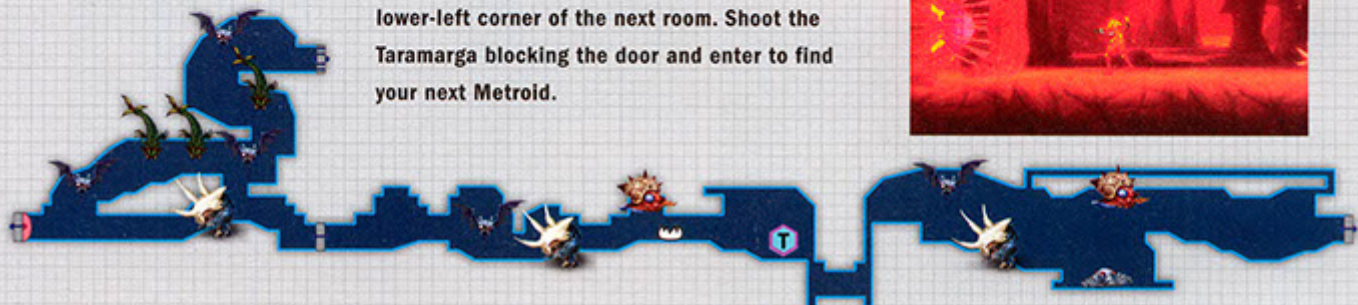 lower-left corner of the next room. Shoot the
Taramarga blocking the door and enter to find
your next Metroid.
T